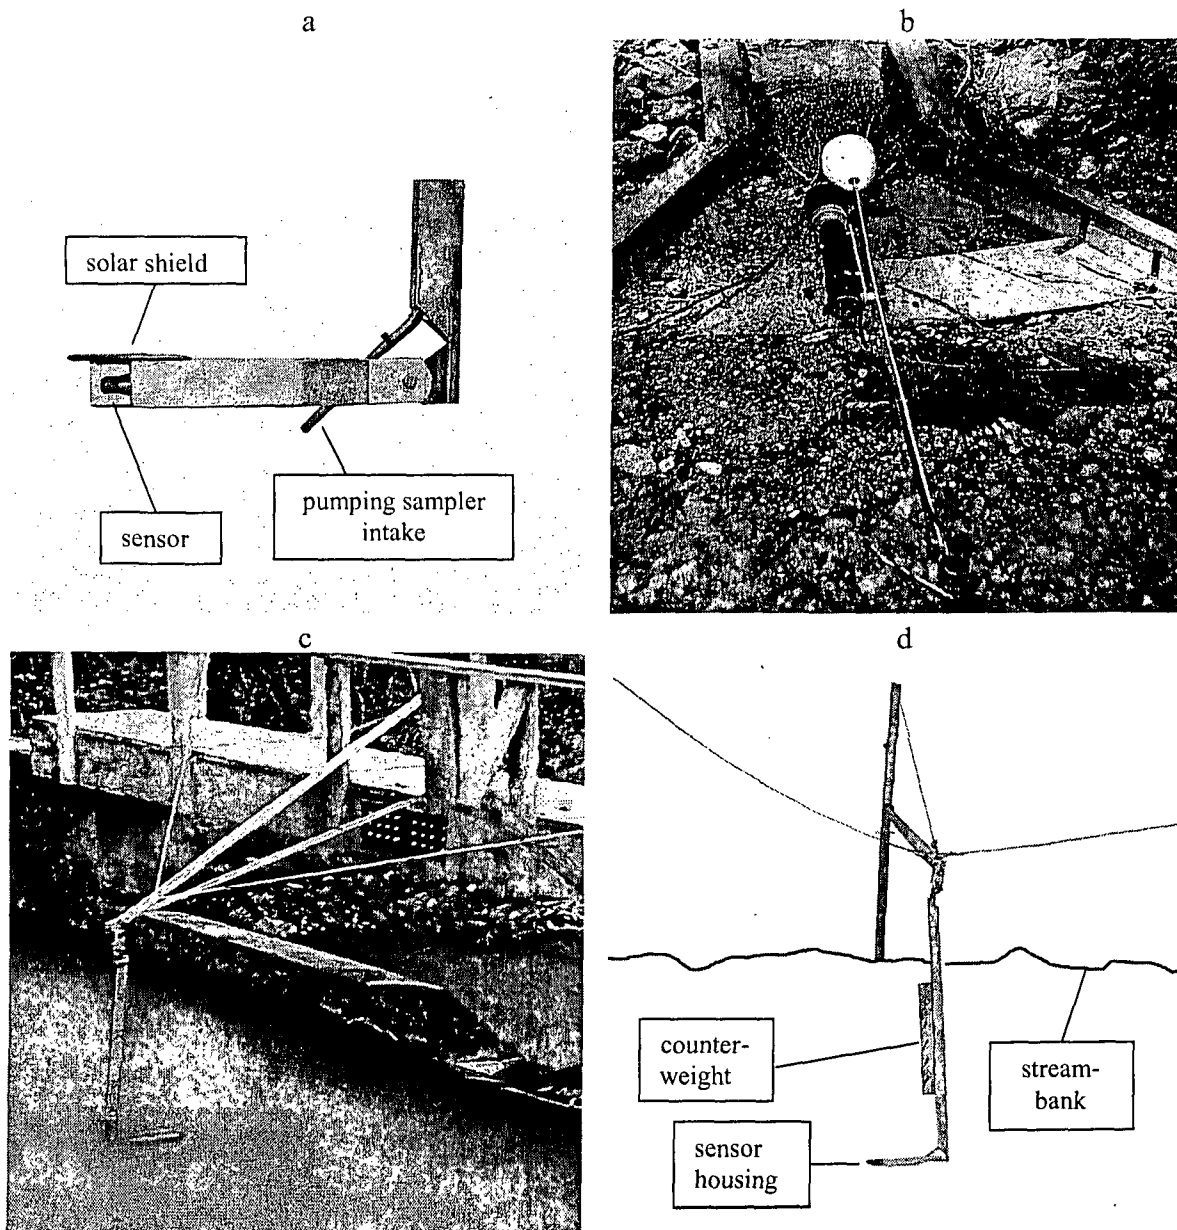 a
b
solar shield
sensor
pumping sampler
intake
c
d
counter-
weight
stream-
bank
sensor
housing